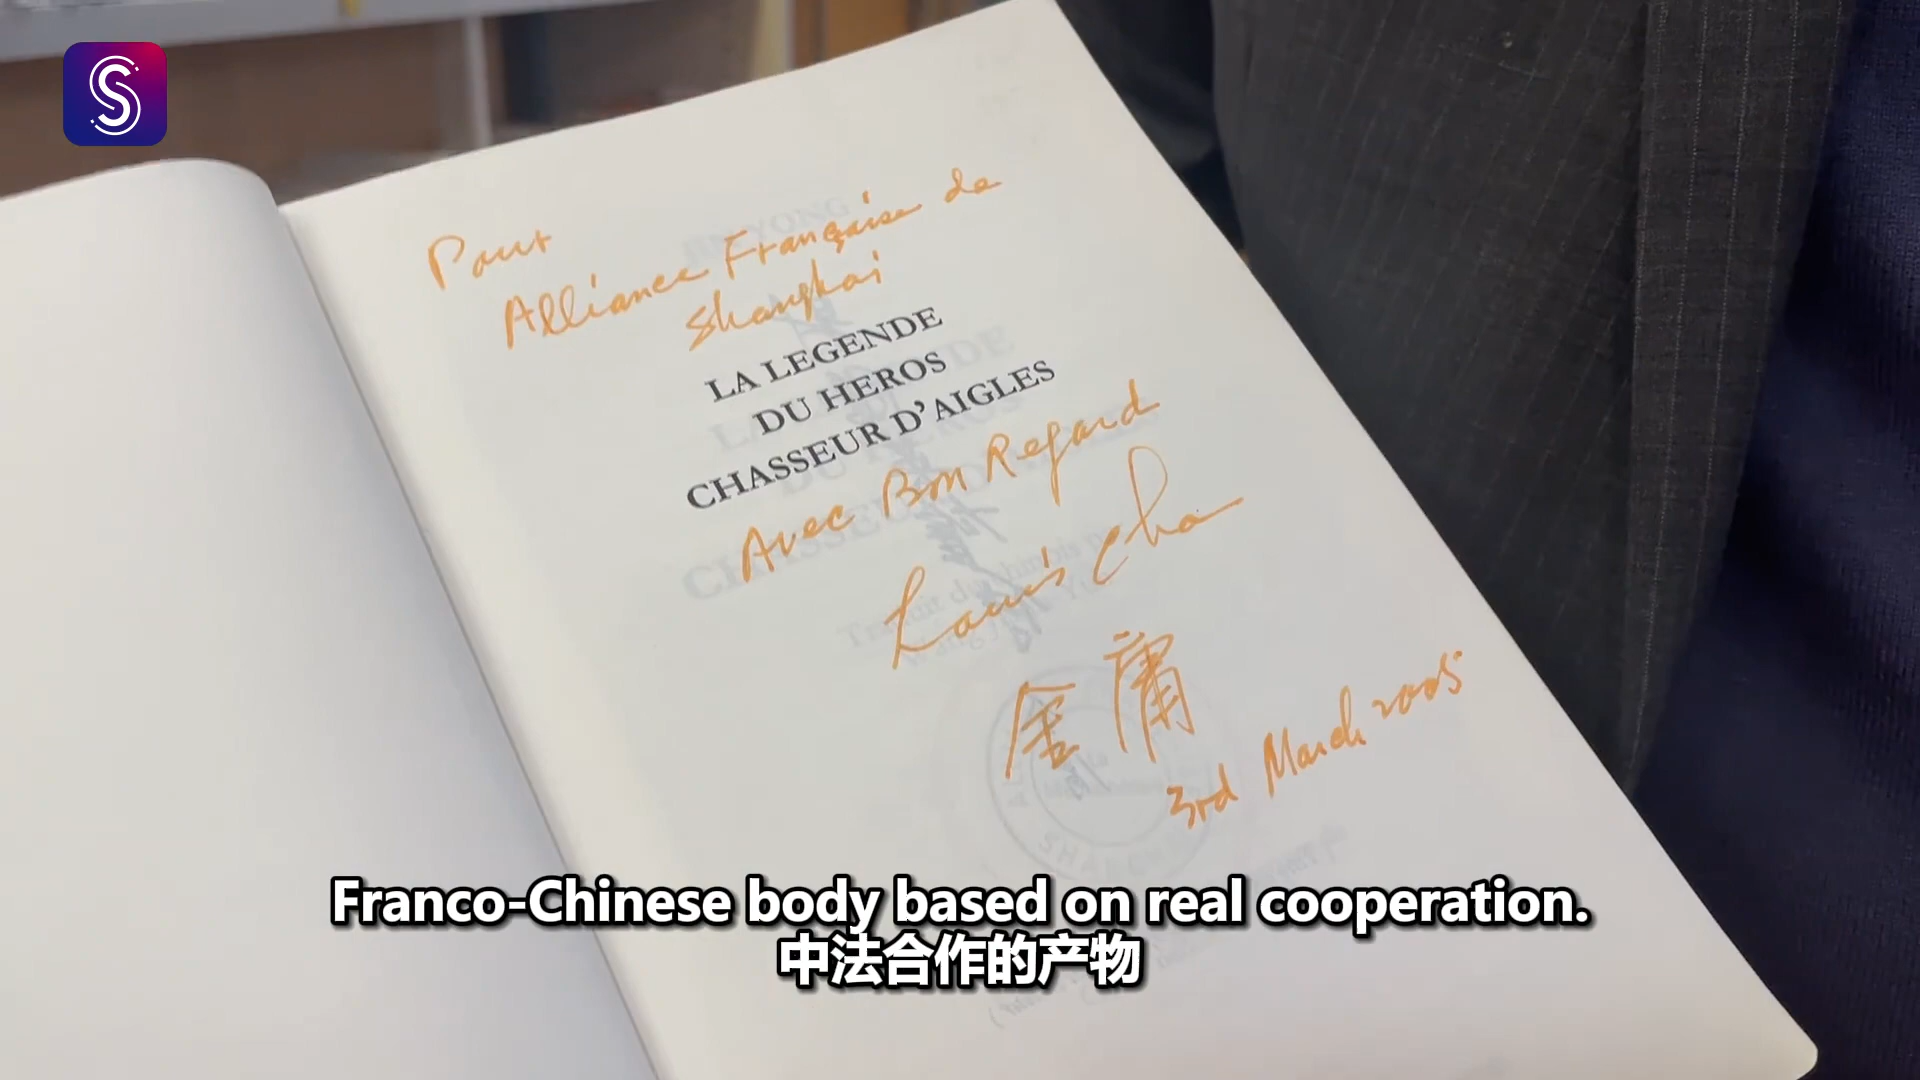 S
Pour
Alliance Française de
Shanghai
LA LEGENDE
DU HEROS
CHASSEUR D'AIGLES
Avec Bon Regard
Louis Cha
金庸
3rd March 2005
Franco-Chinese body based on real cooperation.
中法合作的产物